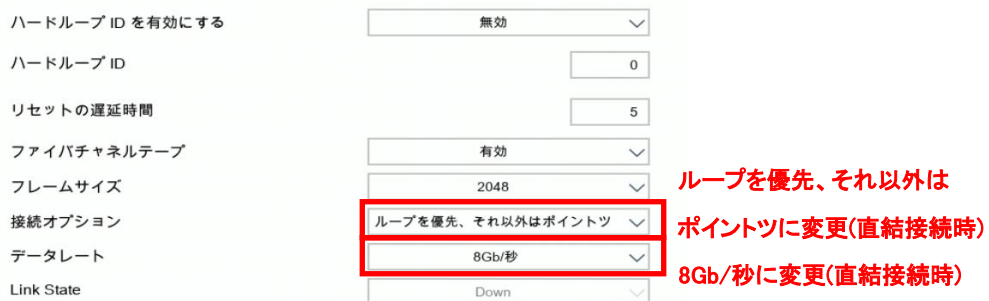 ハードループ ID を有効にする 無効
ハードループ ID 0
リセットの遅延時間 5
ファイバチャネルテープ 有効
フレームサイズ 2048
接続オプション ループを優先、それ以外はポイントツ
データレート 8Gb/秒
Link State Down
ループを優先、それ以外は
ポイントツに変更(直結接続時)
8Gb/秒に変更(直結接続時)